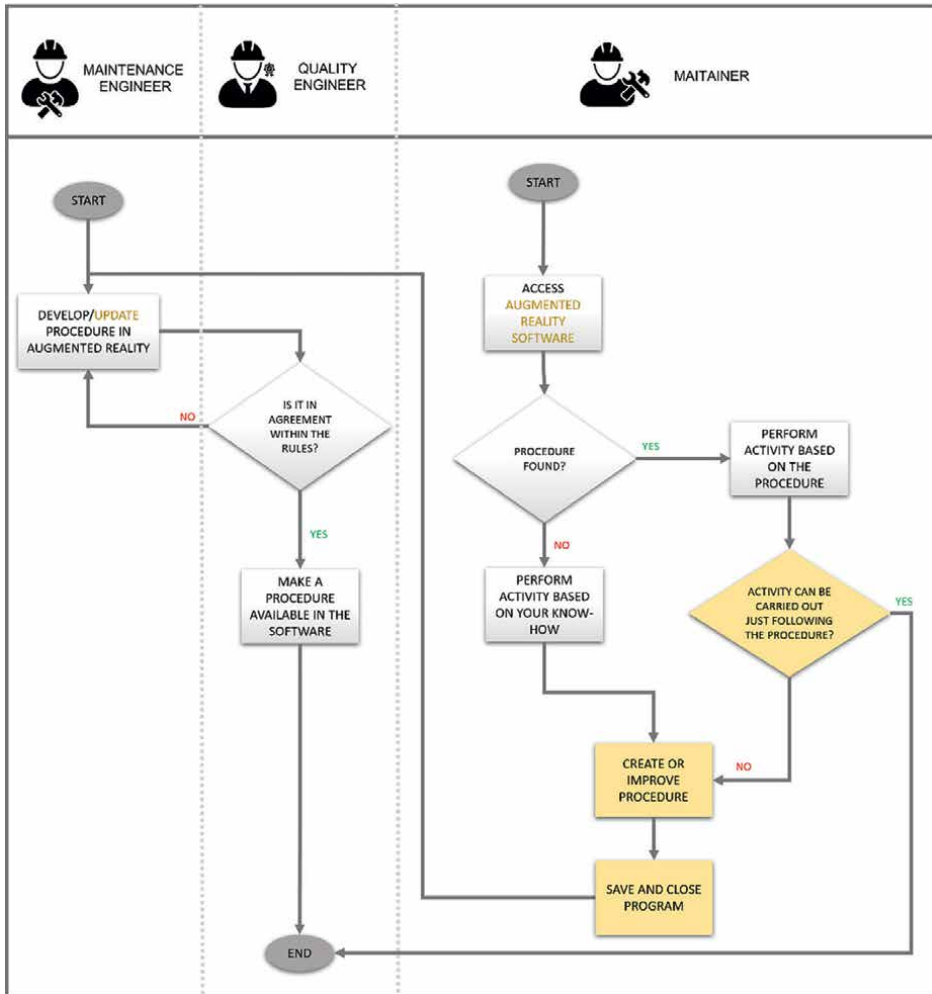 MAINTENANCE
ENGINEER
QUALITY
ENGINEER
MAITAINER
START
DEVELOP/UPDATE
PROCEDURE IN
AUGMENTED REALITY
NO
IS IT IN
AGREEMENT
WITHIN THE
RULES?
YES
MAKE A
PROCEDURE
AVAILABLE IN THE
SOFTWARE
END
START
ACCESS
AUGMENTED
REALITY
SOFTWARE
PROCEDURE
FOUND?
YES
PERFORM
ACTIVITY BASED
ON THE
PROCEDURE
NO
PERFORM
ACTIVITY BASED
ON YOUR KNOW-
HOW
ACTIVITY CAN BE
CARRIED OUT
JUST FOLLOWING
THE PROCEDURE?
YES
NO
CREATE OR
IMPROVE
PROCEDURE
SAVE AND CLOSE
PROGRAM